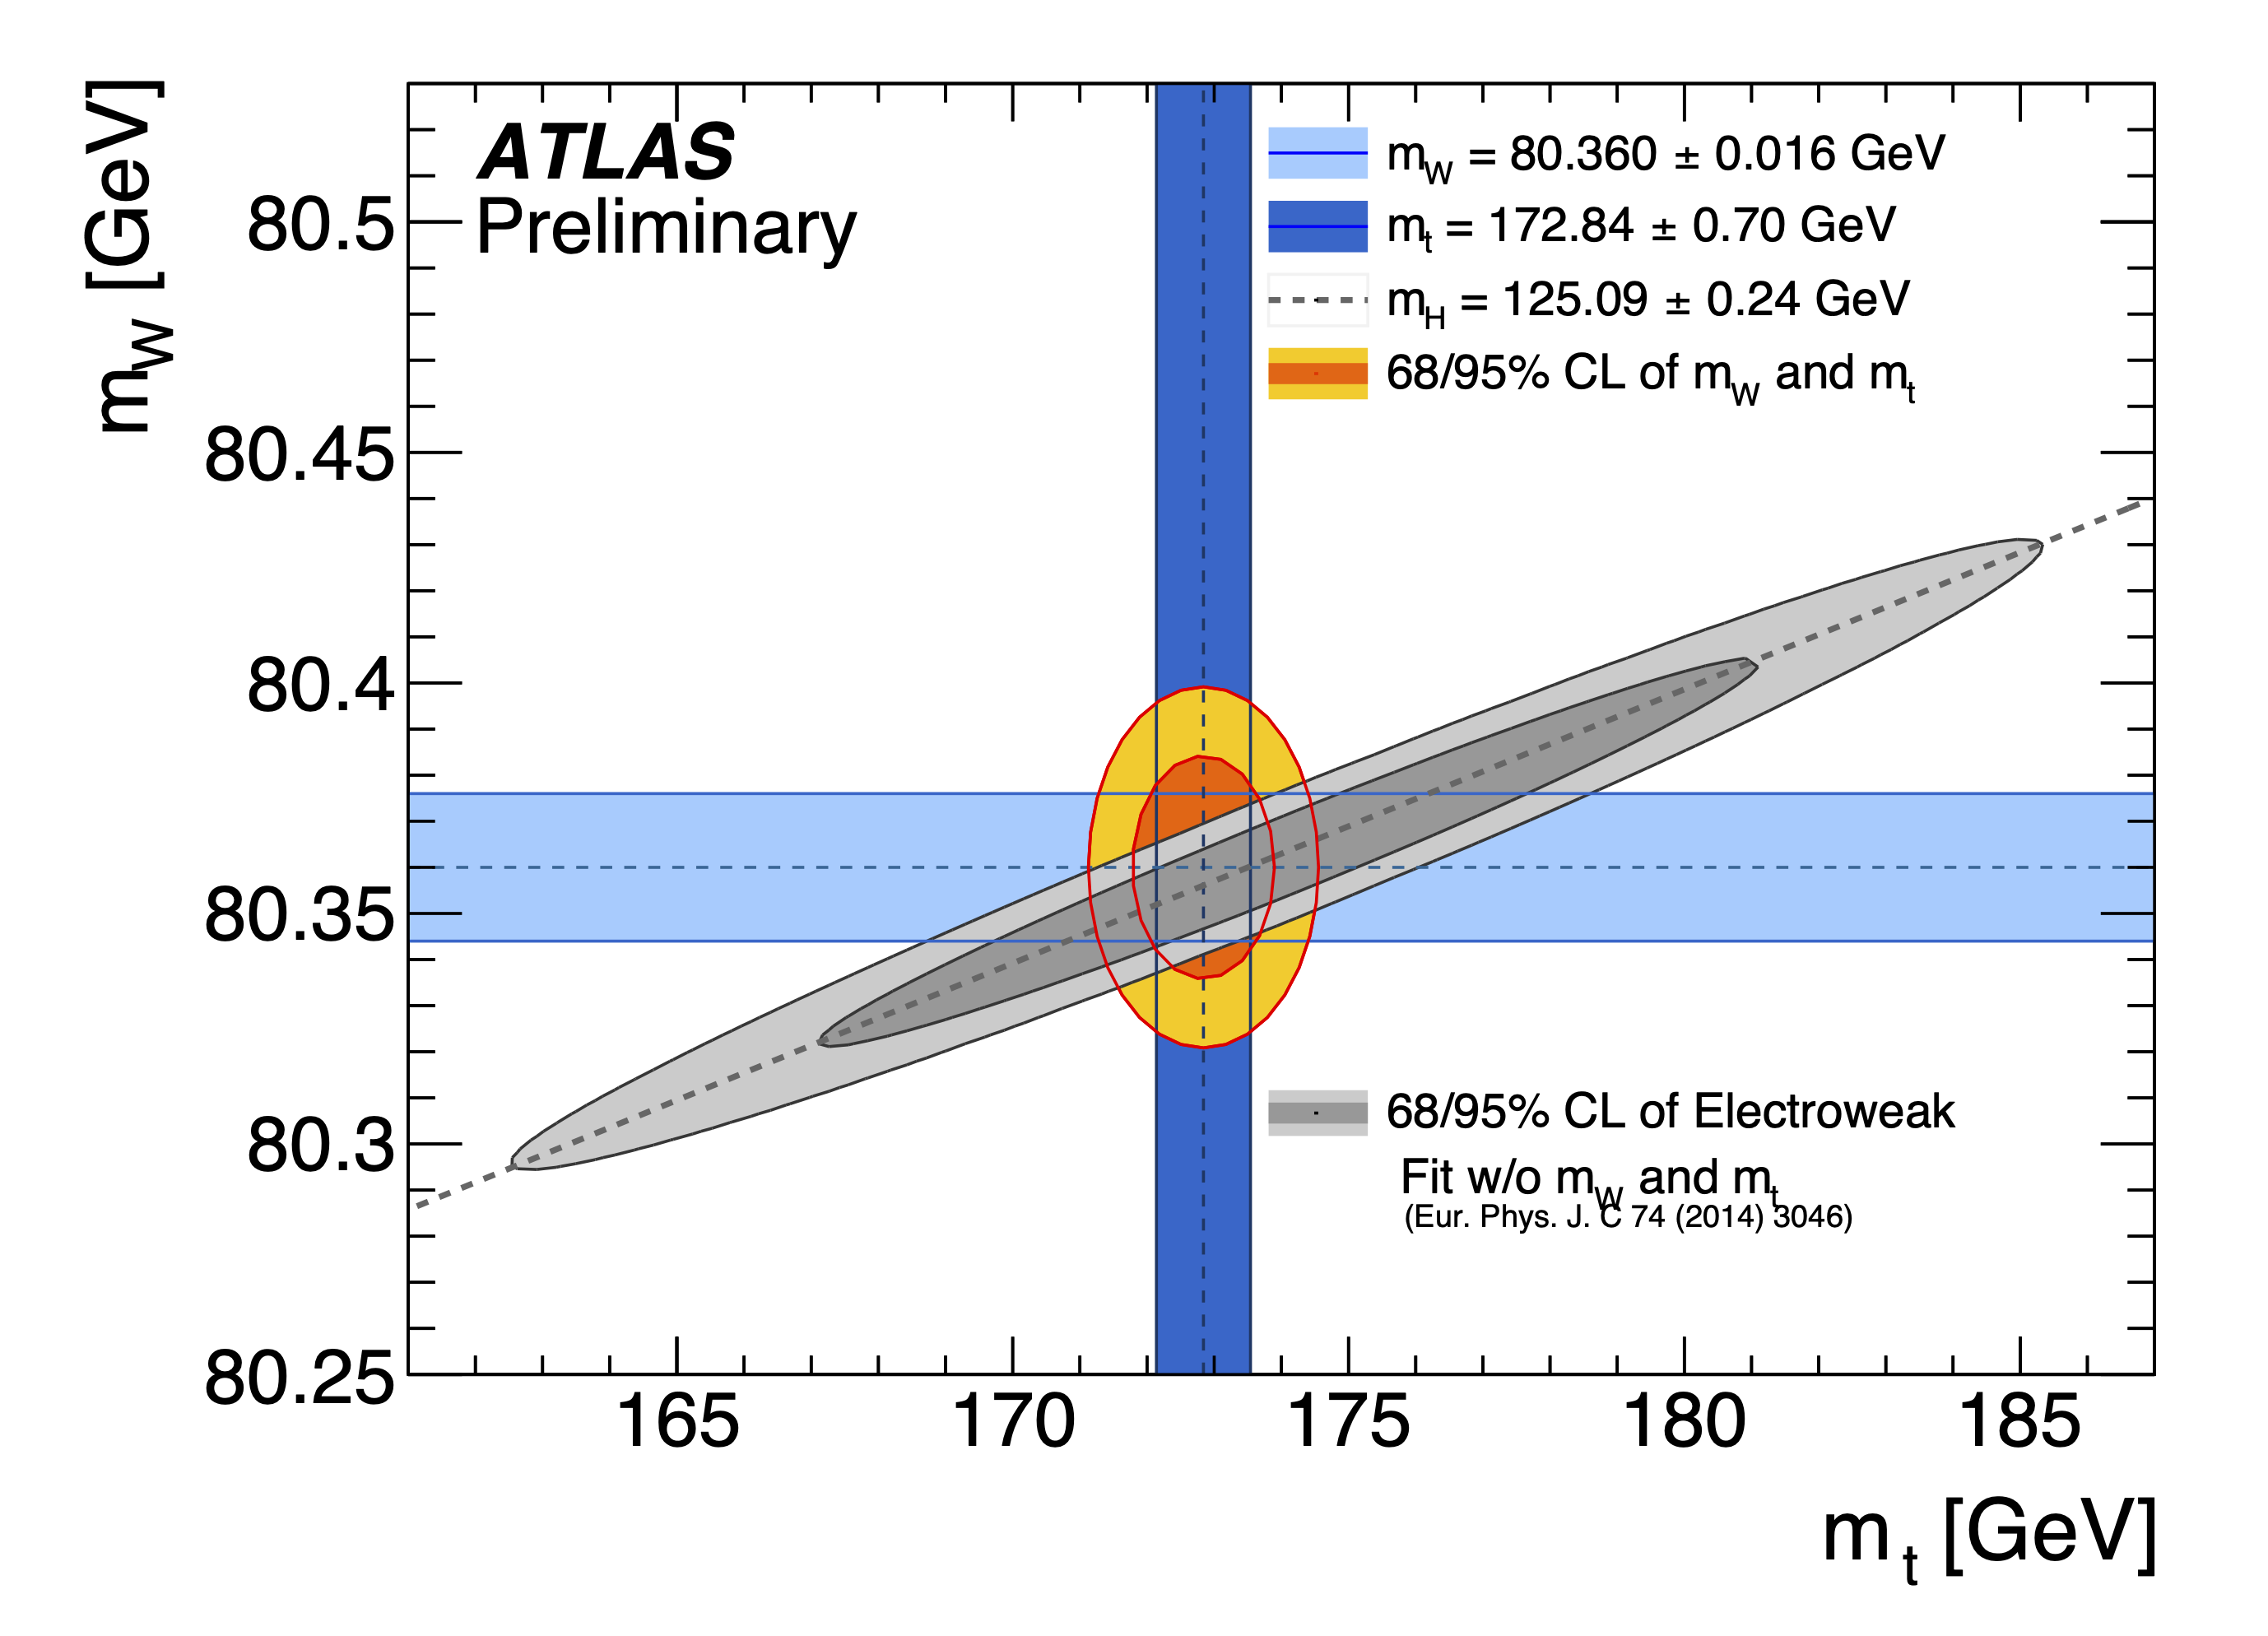 ATLAS
Preliminary
m_W [GeV]
80.5
80.45
80.4
80.35
80.3
80.25
m_W = 80.360 ± 0.016 GeV
m_t = 172.84 ± 0.70 GeV
m_H = 125.09 ± 0.24 GeV
68/95% CL of m_W and m_t
68/95% CL of Electroweak
Fit w/o m_W and m_t
(Eur. Phys. J. C 74 (2014) 3046)
165 170 175 180 185
m_t [GeV]